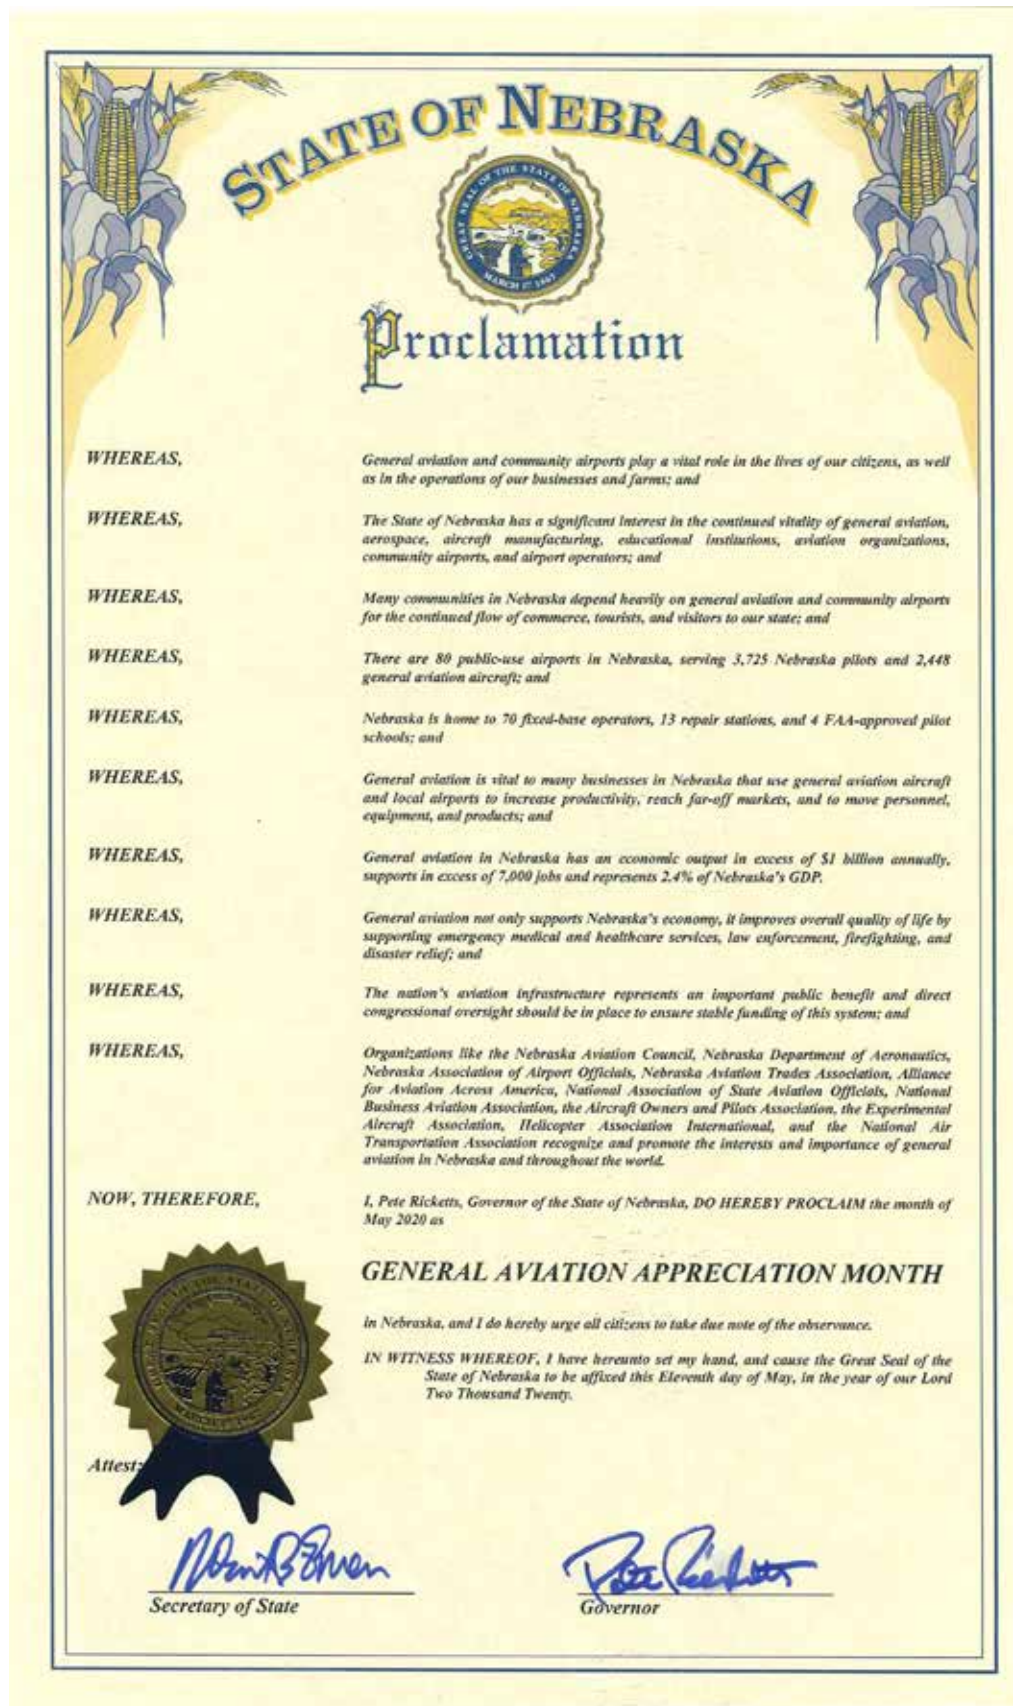 STATE OF NEBRASKA
GREAT SEAL OF THE STATE OF NEBRASKA
MARCH 1ST 1867
Proclamation
WHEREAS, General aviation and community airports play a vital role in the lives of our citizens, as well
as in the operations of our businesses and farms; and
WHEREAS, The State of Nebraska has a significant interest in the continued vitality of general aviation,
aerospace, aircraft manufacturing, educational institutions, aviation organizations,
community airports, and airport operators; and
WHEREAS, Many communities in Nebraska depend heavily on general aviation and community airports
for the continued flow of commerce, tourists, and visitors to our state; and
WHEREAS, There are 80 public-use airports in Nebraska, serving 3,725 Nebraska pilots and 2,448
general aviation aircraft; and
WHEREAS, Nebraska is home to 70 fixed-base operators, 13 repair stations, and 4 FAA-approved pilot
schools; and
WHEREAS, General aviation is vital to many businesses in Nebraska that use general aviation aircraft
and local airports to increase productivity, reach far-off markets, and to move personnel,
equipment, and products; and
WHEREAS, General aviation in Nebraska has an economic output in excess of $1 billion annually,
supports in excess of 7,000 jobs and represents 2.4% of Nebraska's GDP.
WHEREAS, General aviation not only supports Nebraska's economy, it improves overall quality of life by
supporting emergency medical and healthcare services, law enforcement, firefighting, and
disaster relief; and
WHEREAS, The nation's aviation infrastructure represents an important public benefit and direct
congressional oversight should be in place to ensure stable funding of this system; and
WHEREAS, Organizations like the Nebraska Aviation Council, Nebraska Department of Aeronautics,
Nebraska Association of Airport Officials, Nebraska Aviation Trades Association, Alliance
for Aviation Across America, National Association of State Aviation Officials, National
Business Aviation Association, the Aircraft Owners and Pilots Association, the Experimental
Aircraft Association, Helicopter Association International, and the National Air
Transportation Association recognize and promote the interests and importance of general
aviation in Nebraska and throughout the world.
NOW, THEREFORE, I, Pete Ricketts, Governor of the State of Nebraska, DO HEREBY PROCLAIM the month of
May 2020 as
GENERAL AVIATION APPRECIATION MONTH
in Nebraska, and I do hereby urge all citizens to take due note of the observance.
IN WITNESS WHEREOF, I have hereunto set my hand, and cause the Great Seal of the
State of Nebraska to be affixed this Eleventh day of May, in the year of our Lord
Two Thousand Twenty.
Attest:
Pete Ricketts
Secretary of State Governor